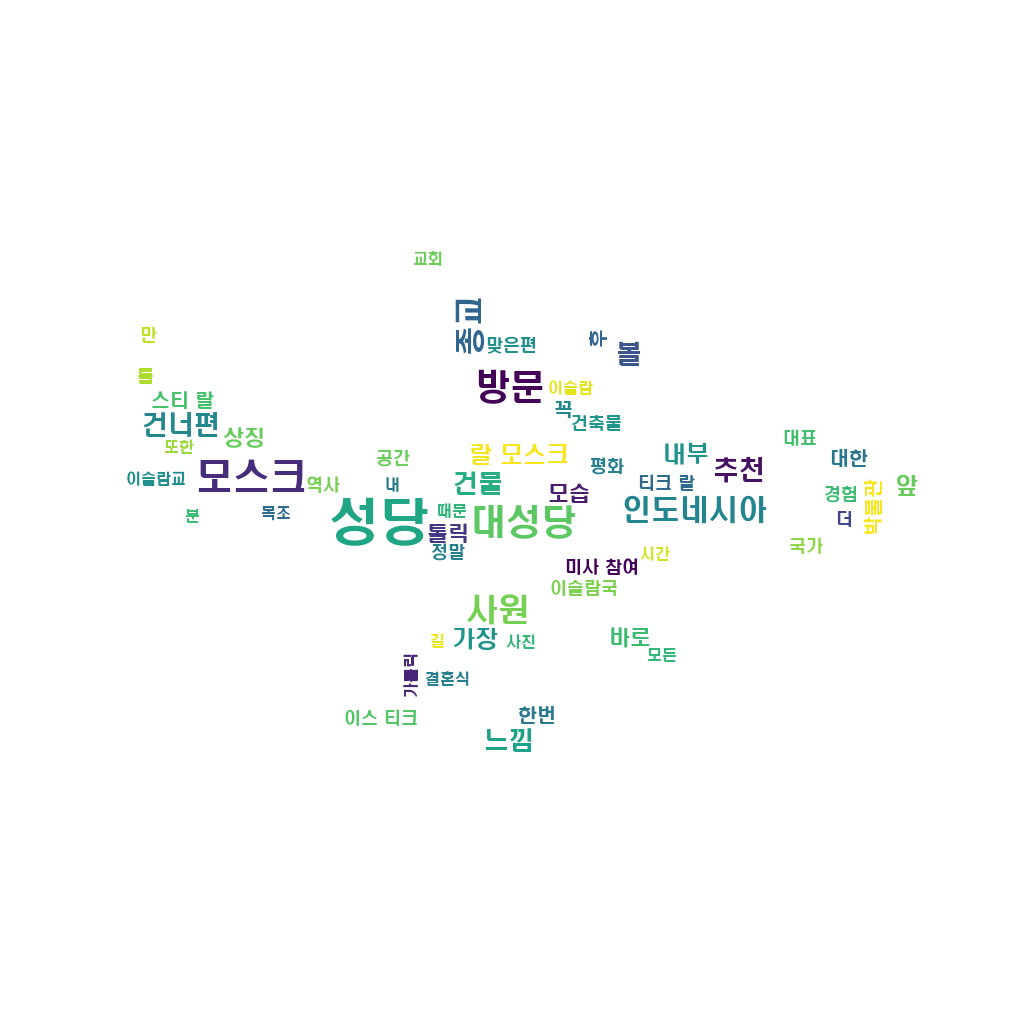 교회
종교
만
맞은편
후
볼
들
방문
이슬람
스티 랄
꼭
건너편
건축물
상징
대표
또한
랄 모스크
내부
공간
대한
평화
추천
모스크
이슬람교
역사
내
건물
티크 랄
앞
모습
경험
박물관
분
목조
때문
인도네시아
더
성당
대성당
톨릭
정말
국가
시간
미사 참여
이슬람국
사원
길
가장
사진
바로
모든
가톨릭
결혼식
이스 티크
한번
느낌